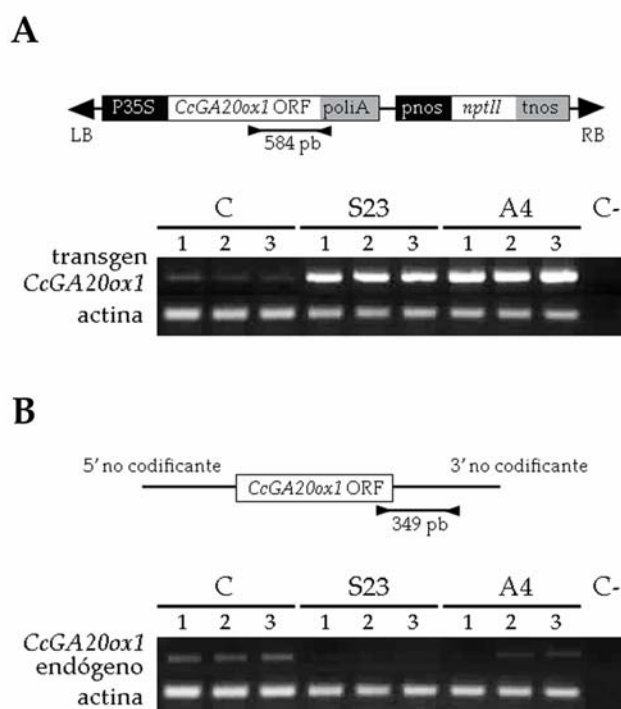 A
P35S CcGA20ox1 ORF poliA pnos nptII tnos
LB RB
584 pb
C S23 A4 C-
1 2 3 1 2 3 1 2 3
transgen
CcGA20ox1
actina
B
5' no codificante 3' no codificante
CcGA20ox1 ORF
349 pb
C S23 A4 C-
1 2 3 1 2 3 1 2 3
CcGA20ox1
endógeno
actina